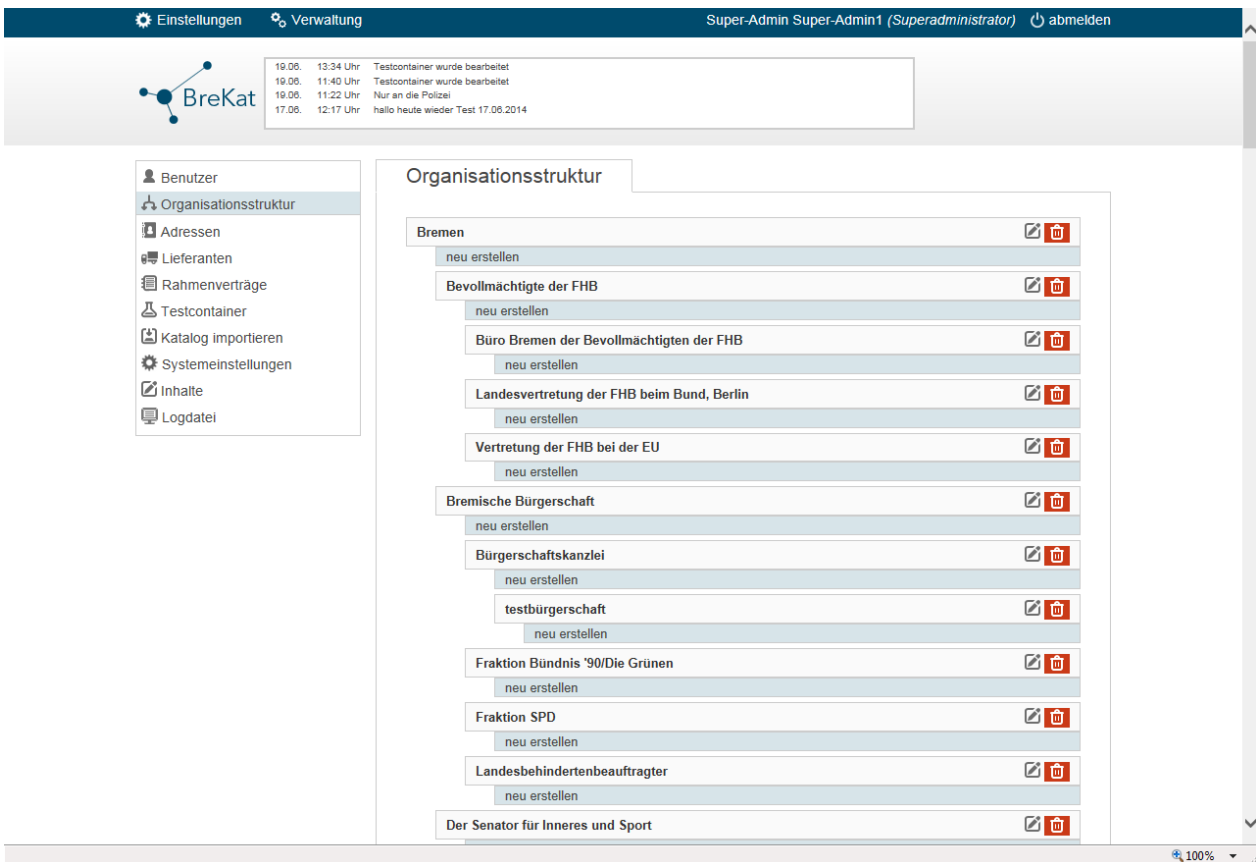 Einstellungen Verwaltung Super-Admin Super-Admin1 (Superadministrator) abmelden
BreKat
19.06. 13:34 Uhr Testcontainer wurde bearbeitet
19.06. 11:40 Uhr Testcontainer wurde bearbeitet
19.06. 11:22 Uhr Nur an die Polizei
17.06. 12:17 Uhr hallo heute wieder Test 17.06.2014
Benutzer
Organisationsstruktur
Adressen
Lieferanten
Rahmenverträge
Testcontainer
Katalog importieren
Systemeinstellungen
Inhalte
Logdatei
Organisationsstruktur
Bremen
neu erstellen
Bevollmächtigte der FHB
neu erstellen
Büro Bremen der Bevollmächtigten der FHB
neu erstellen
Landesvertretung der FHB beim Bund, Berlin
neu erstellen
Vertretung der FHB bei der EU
neu erstellen
Bremische Bürgerschaft
neu erstellen
Bürgerschaftskanzlei
neu erstellen
testbürgerschaft
neu erstellen
Fraktion Bündnis '90/Die Grünen
neu erstellen
Fraktion SPD
neu erstellen
Landesbehindertenbeauftragter
neu erstellen
Der Senator für Inneres und Sport
100%